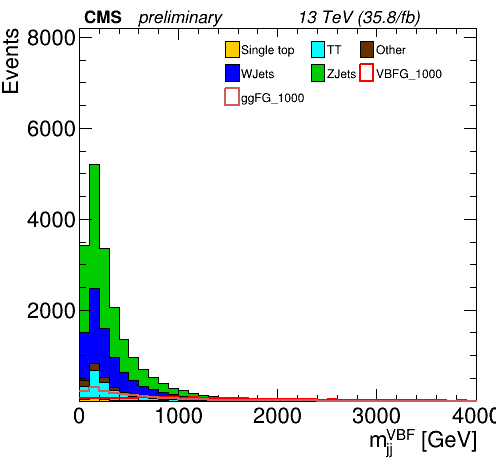 CMS preliminary 13 TeV (35.8/fb)
Events
8000
6000
4000
2000
Single top TT Other
WJets ZJets VBFG_1000
ggFG_1000
0 1000 2000 3000 4000
m_jj^VBF [GeV]